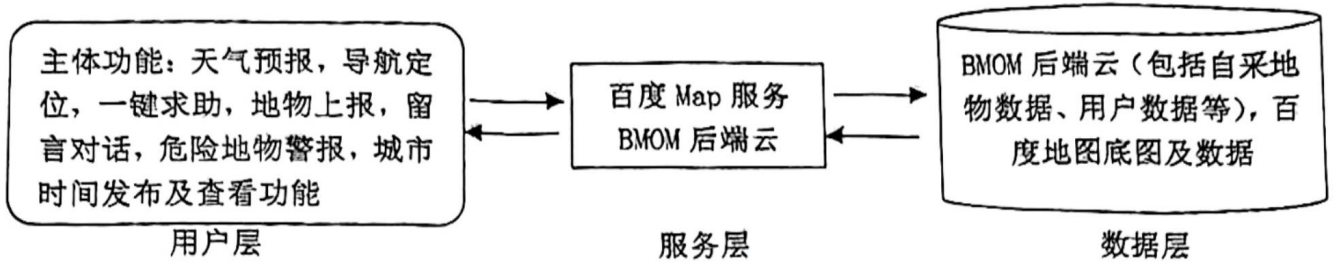 主体功能：天气预报，导航定
位，一键求助，地物上报，留
言对话，危险地物警报，城市
时间发布及查看功能
用户层
百度 Map 服务
BMOM 后端云
服务层
BMOM 后端云（包括自采地
物数据、用户数据等），百
度地图底图及数据
数据层